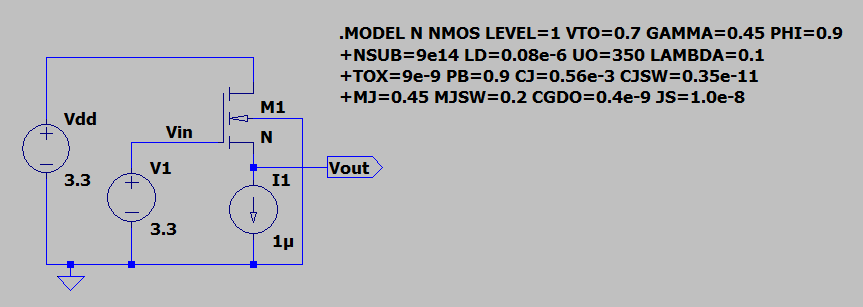 .MODEL N NMOS LEVEL=1 VTO=0.7 GAMMA=0.45 PHI=0.9
+NSUB=9e14 LD=0.08e-6 UO=350 LAMBDA=0.1
+TOX=9e-9 PB=0.9 CJ=0.56e-3 CJSW=0.35e-11
+MJ=0.45 MJSW=0.2 CGDO=0.4e-9 JS=1.0e-8
M1
Vdd
Vin
N
V1
Vout
3.3
I1
3.3
1µ